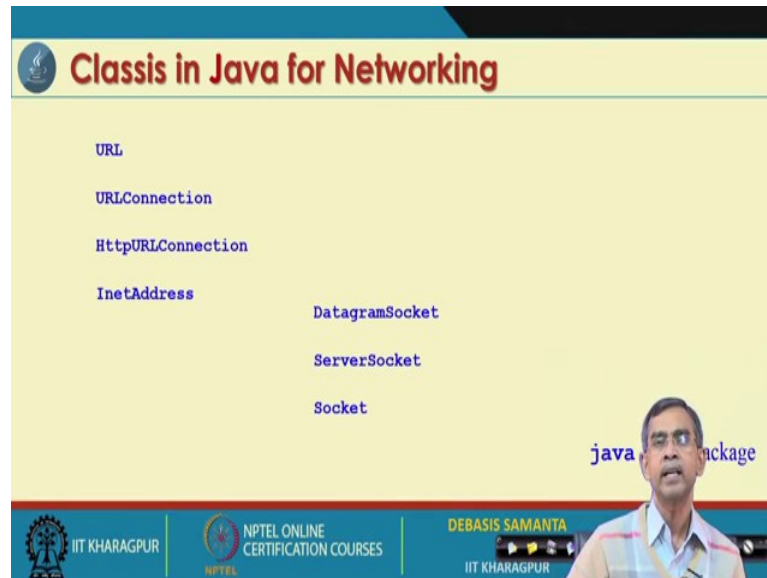 Classis in Java for Networking
URL
URLConnection
HttpURLConnection
InetAddress
DatagramSocket
ServerSocket
Socket
java
IIT KHARAGPUR
NPTEL
NPTEL ONLINE
CERTIFICATION COURSES
DEBASIS SAMANTA
IIT KHARAGPUR